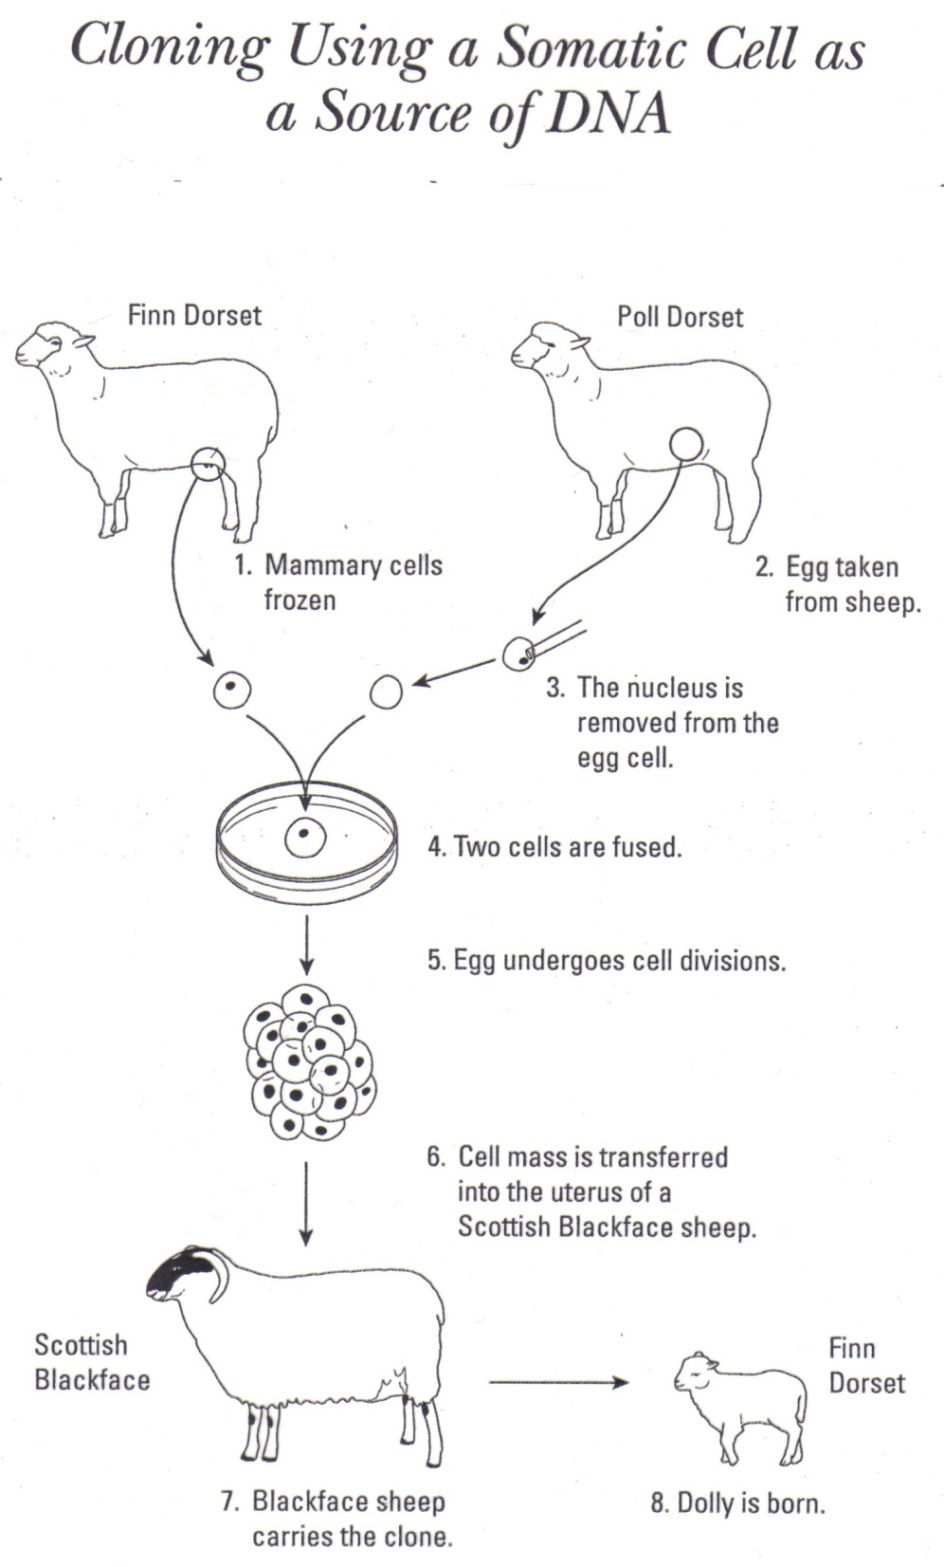 Cloning Using a Somatic Cell as
a Source of DNA
Finn Dorset
Poll Dorset
1. Mammary cells
frozen
2. Egg taken
from sheep.
3. The nucleus is
removed from the
egg cell.
4. Two cells are fused.
5. Egg undergoes cell divisions.
6. Cell mass is transferred
into the uterus of a
Scottish Blackface sheep.
Scottish
Blackface
Finn
Dorset
7. Blackface sheep
carries the clone.
8. Dolly is born.